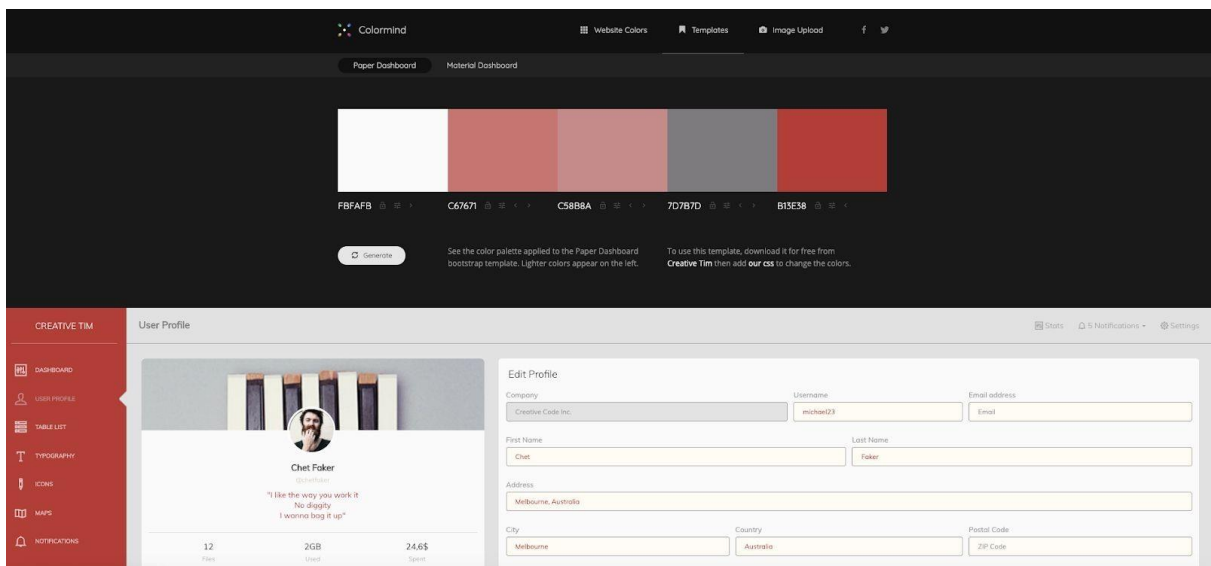 Colormind
Website Colors
Templates
Image Upload
Paper Dashboard
Material Dashboard
FBFAFB
C67671
C58B8A
7D7B7D
B13E38
Generate
See the color palette applied to the Paper Dashboard
bootstrap template. Lighter colors appear on the left.
To use this template, download it for free from
Creative Tim then add our css to change the colors.
CREATIVE TIM
User Profile
Stats
5 Notifications
Settings
DASHBOARD
USER PROFILE
TABLE LIST
TYPOGRAPHY
ICONS
MAPS
NOTIFICATIONS
Chet Faker
@chetfaker
"I like the way you work it
No diggity
I wanna bag it up"
12
Files
2GB
Used
24,6$
Spent
Edit Profile
Company
Username
Email address
Creative Code Inc.
michael23
Email
First Name
Last Name
Chet
Faker
Address
Melbourne, Australia
City
Country
Postal Code
Melbourne
Australia
ZIP Code